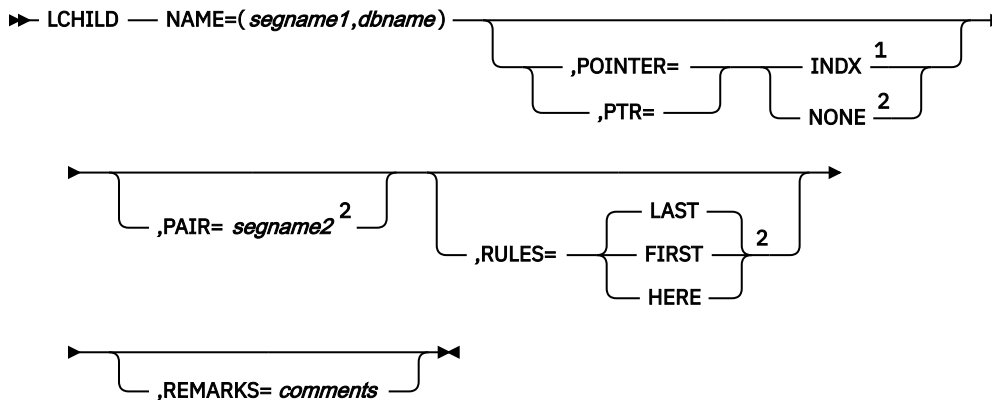 LCHILD NAME=( segname1,dbname)
,POINTER= INDX 1
,PTR= NONE 2
,PAIR= segname2 2
,RULES= LAST
FIRST 2
HERE
,REMARKS= comments